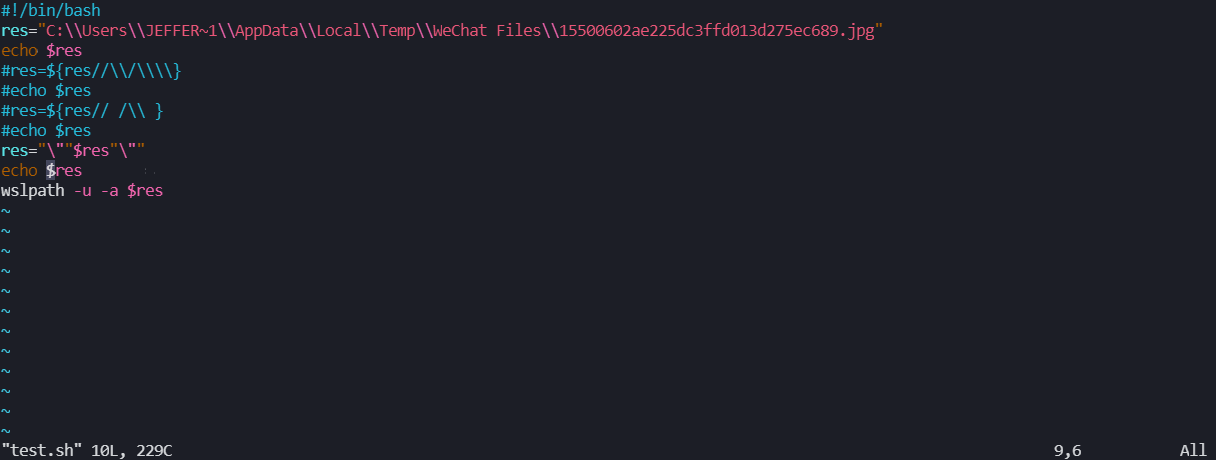 #!/bin/bash
res="C:\\Users\\JEFFER~1\\AppData\\Local\\Temp\\WeChat Files\\15500602ae225dc3ffd013d275ec689.jpg"
echo $res
#res=${res//\\/\\\\}
#echo $res
#res=${res// /\\ }
#echo $res
res="\""$res"\""
echo $res
wslpath -u -a $res
~
~
~
~
~
~
~
~
~
~
~
~
"test.sh" 10L, 229C 9,6 All